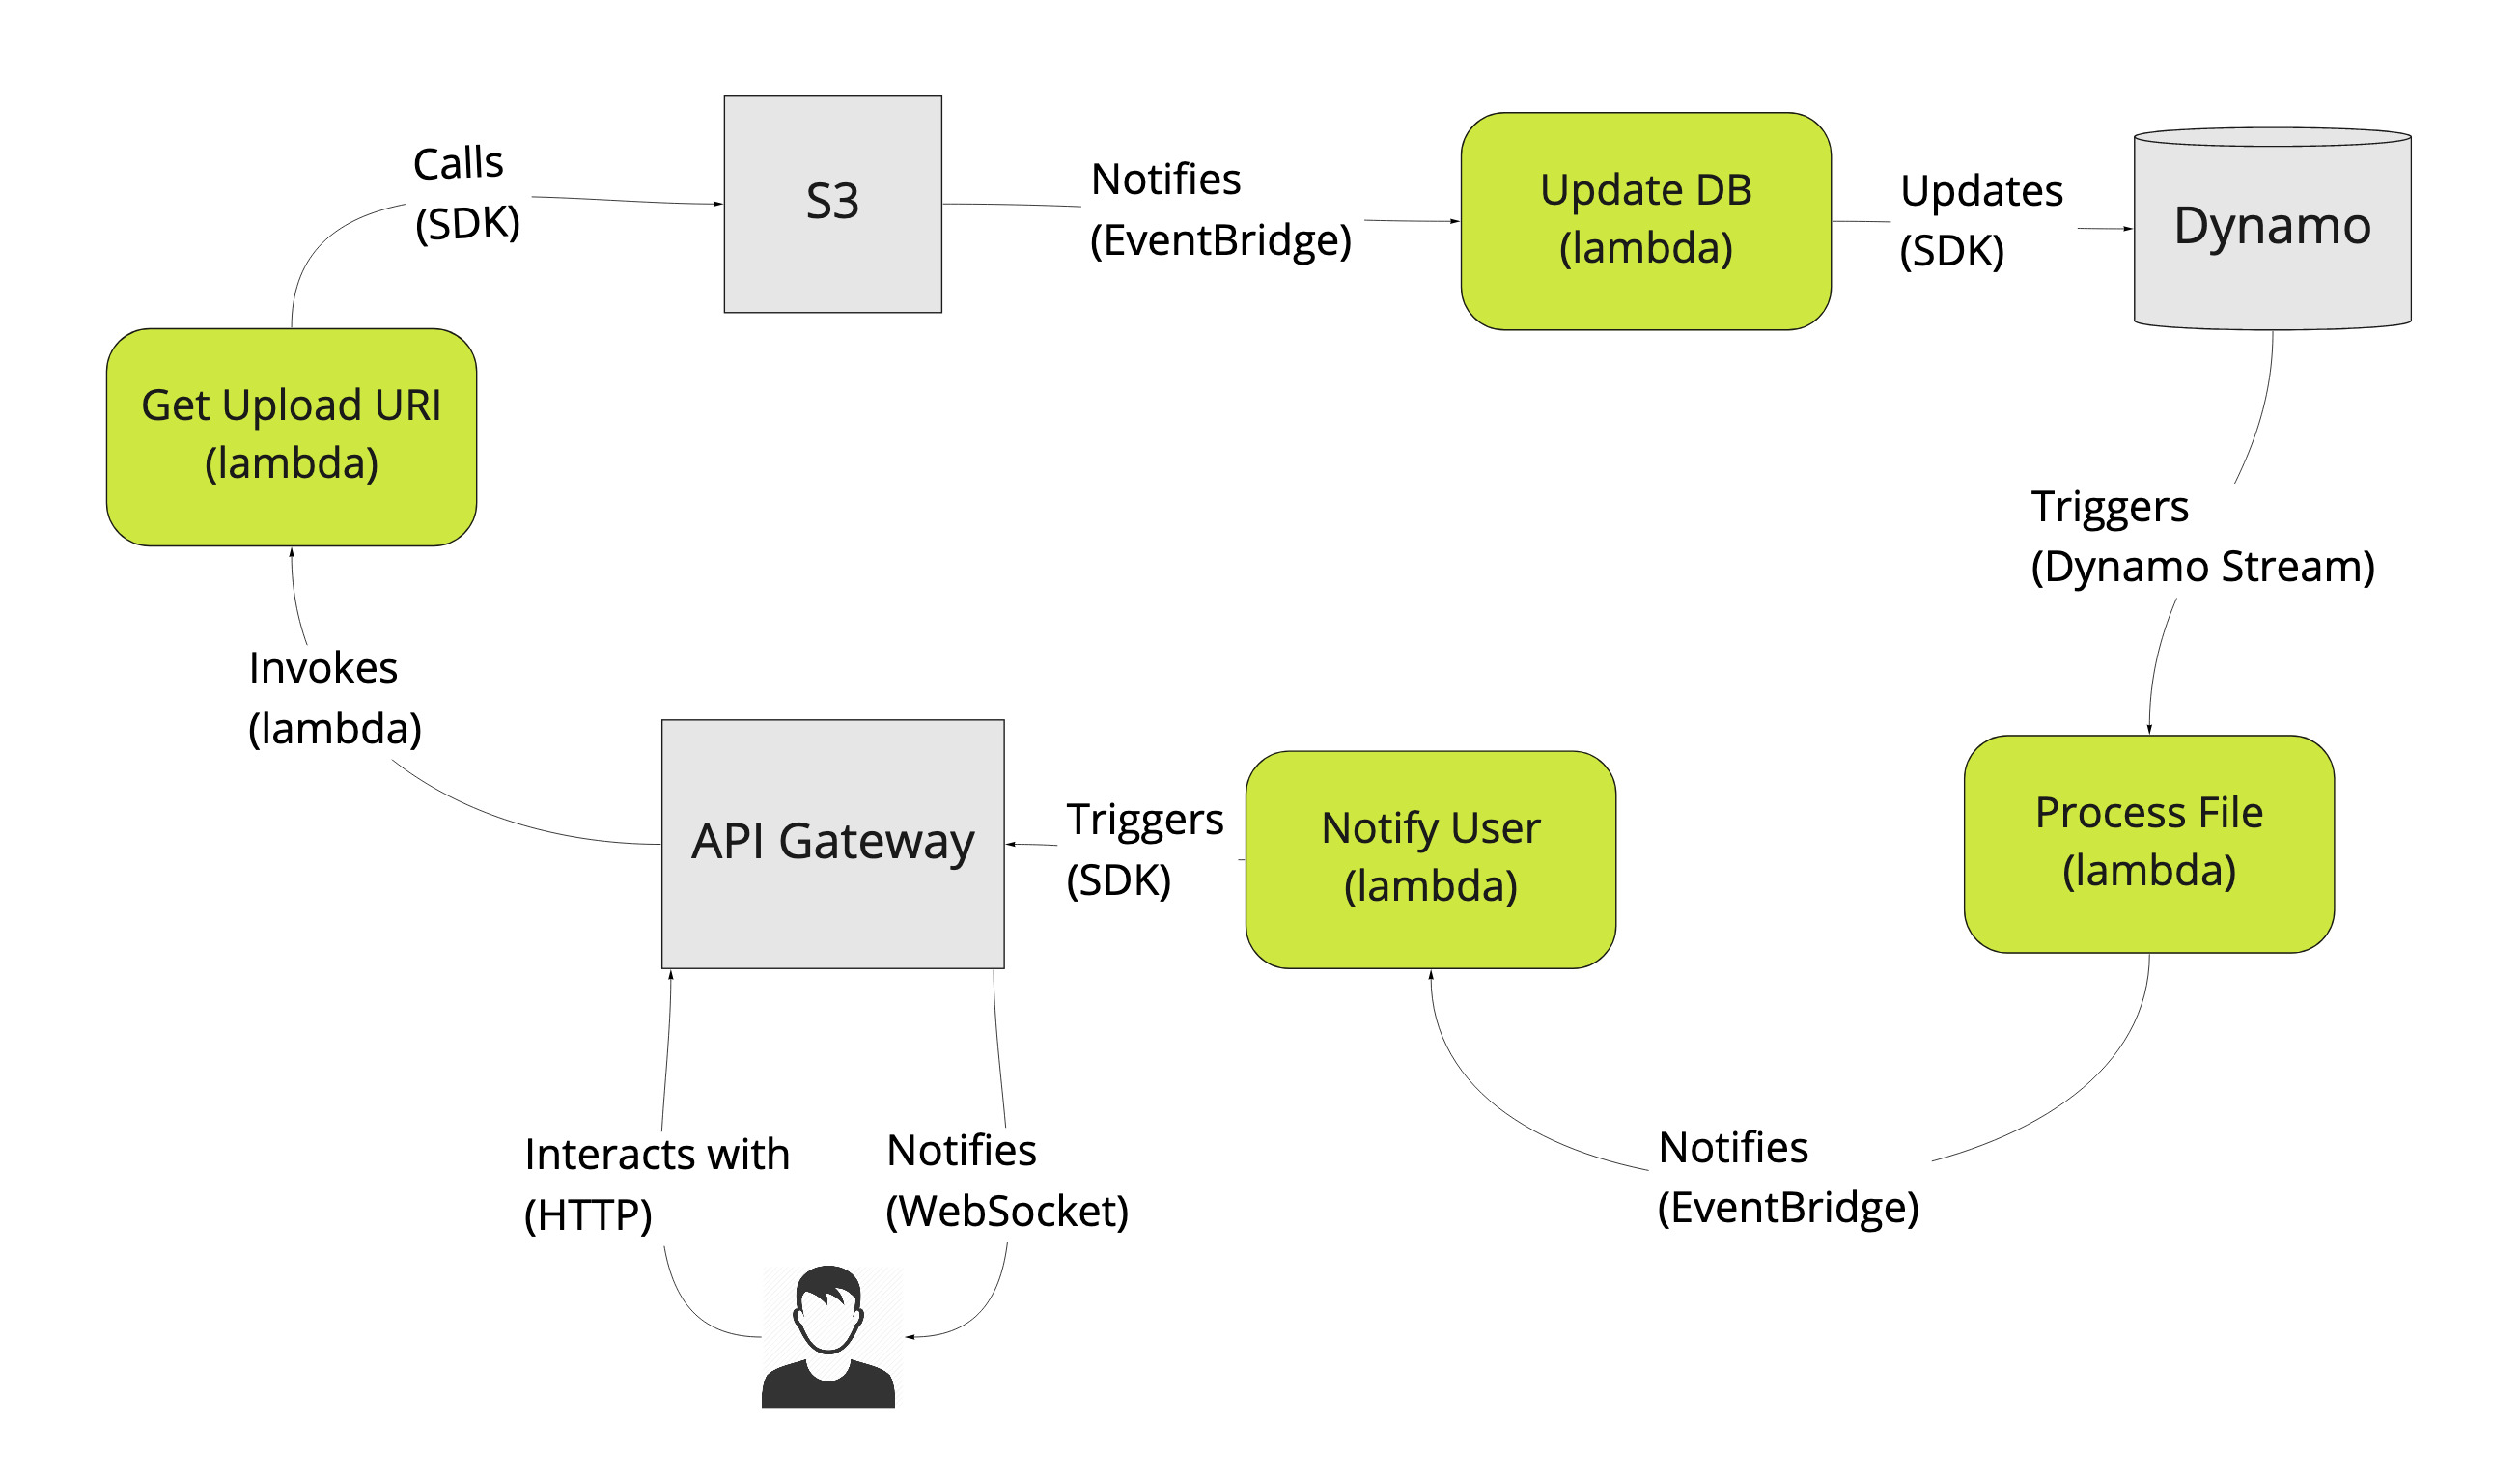 Calls
(SDK)
S3
Notifies
(EventBridge)
Update DB
(lambda)
Updates
(SDK)
Dynamo
Get Upload URI
(lambda)
Triggers
(Dynamo Stream)
Invokes
(lambda)
API Gateway
Triggers
(SDK)
Notify User
(lambda)
Process File
(lambda)
Interacts with
(HTTP)
Notifies
(WebSocket)
Notifies
(EventBridge)